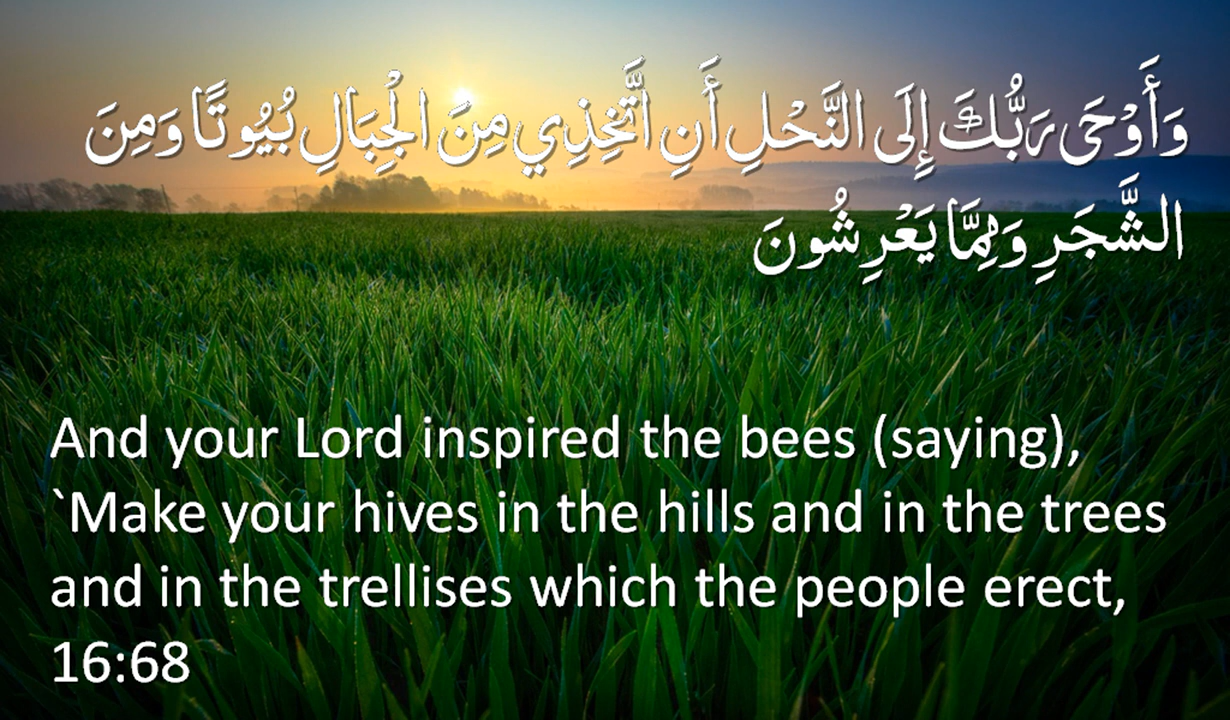 وَأَوْحَى رَبُّكَ إِلَى النَّحْلِ أَنِ اتَّخِذِي مِنَ الْجِبَالِ بُيُوتًا وَمِنَ
الشَّجَرِ وَمِمَّا يَعْرِشُونَ
And your Lord inspired the bees (saying),
`Make your hives in the hills and in the trees
and in the trellises which the people erect,
16:68